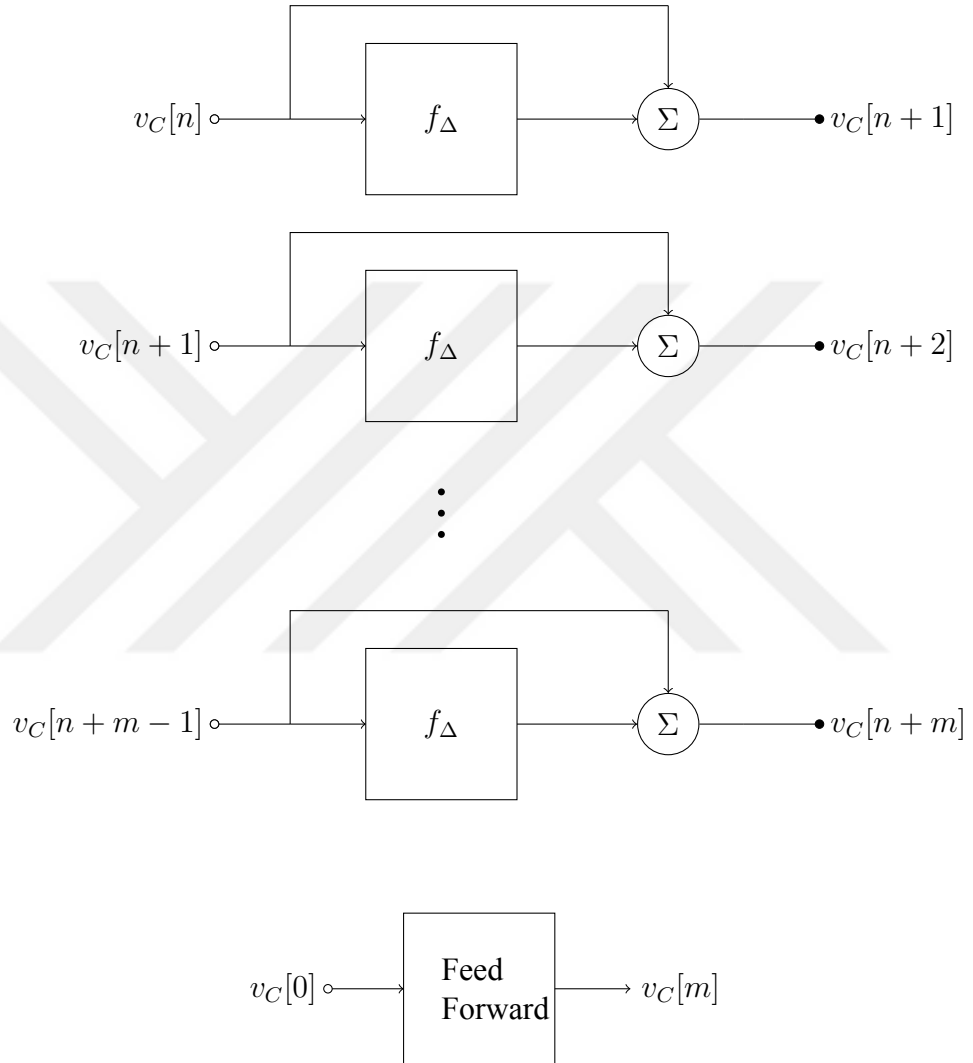 v_C[n] f_Δ Σ v_C[n + 1]
v_C[n + 1] f_Δ Σ v_C[n + 2]
v_C[n + m − 1] f_Δ Σ v_C[n + m]
v_C[0] Feed Forward v_C[m]